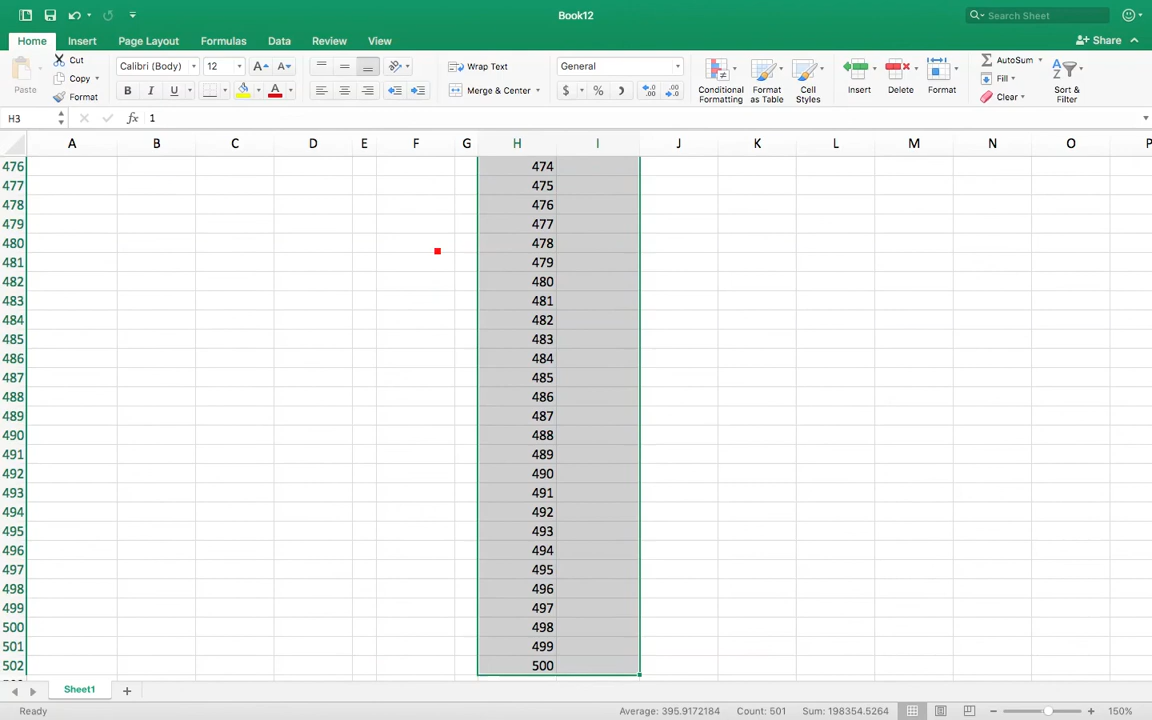 Book12
Search Sheet
Home Insert Page Layout Formulas Data Review View Share
Paste Cut Copy Format
Calibri (Body) 12 A A
B I U A
Wrap Text
Merge & Center
General
$ % )
Conditional Formatting
Format as Table
Cell Styles
Insert
Delete
Format
AutoSum
Fill
Clear
Sort & Filter
H3 fx 1
A B C D E F G H I J K L M N O P
476 474
477 475
478 476
479 477
480 478
481 479
482 480
483 481
484 482
485 483
486 484
487 485
488 486
489 487
490 488
491 489
492 490
493 491
494 492
495 493
496 494
497 495
498 496
499 497
500 498
501 499
502 500
Sheet1
Ready Average: 395.9172184 Count: 501 Sum: 198354.5264 150%